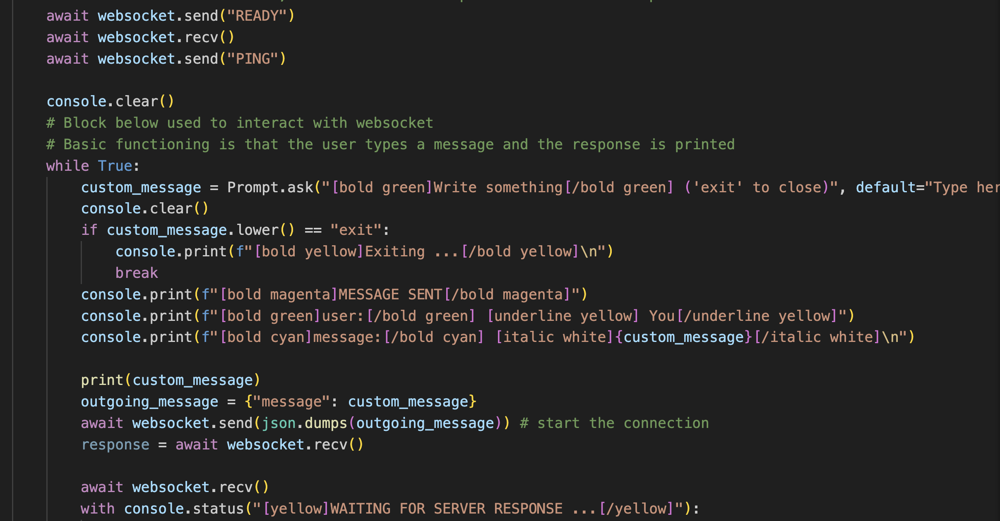 await websocket.send("READY")
await websocket.recv()
await websocket.send("PING")
console.clear()
# Block below used to interact with websocket
# Basic functioning is that the user types a message and the response is printed
while True:
custom_message = Prompt.ask("[bold green]Write something[/bold green] ('exit' to close)", default="Type her
console.clear()
if custom_message.lower() == "exit":
console.print(f"[bold yellow]Exiting ...[/bold yellow]\n")
break
console.print(f"[bold magenta]MESSAGE SENT[/bold magenta]")
console.print(f"[bold green]user:[/bold green] [underline yellow] You[/underline yellow]")
console.print(f"[bold cyan]message:[/bold cyan] [italic white]{custom_message}[/italic white]\n")
print(custom_message)
outgoing_message = {"message": custom_message}
await websocket.send(json.dumps(outgoing_message)) # start the connection
response = await websocket.recv()
await websocket.recv()
with console.status("[yellow]WAITING FOR SERVER RESPONSE ...[/yellow]"):